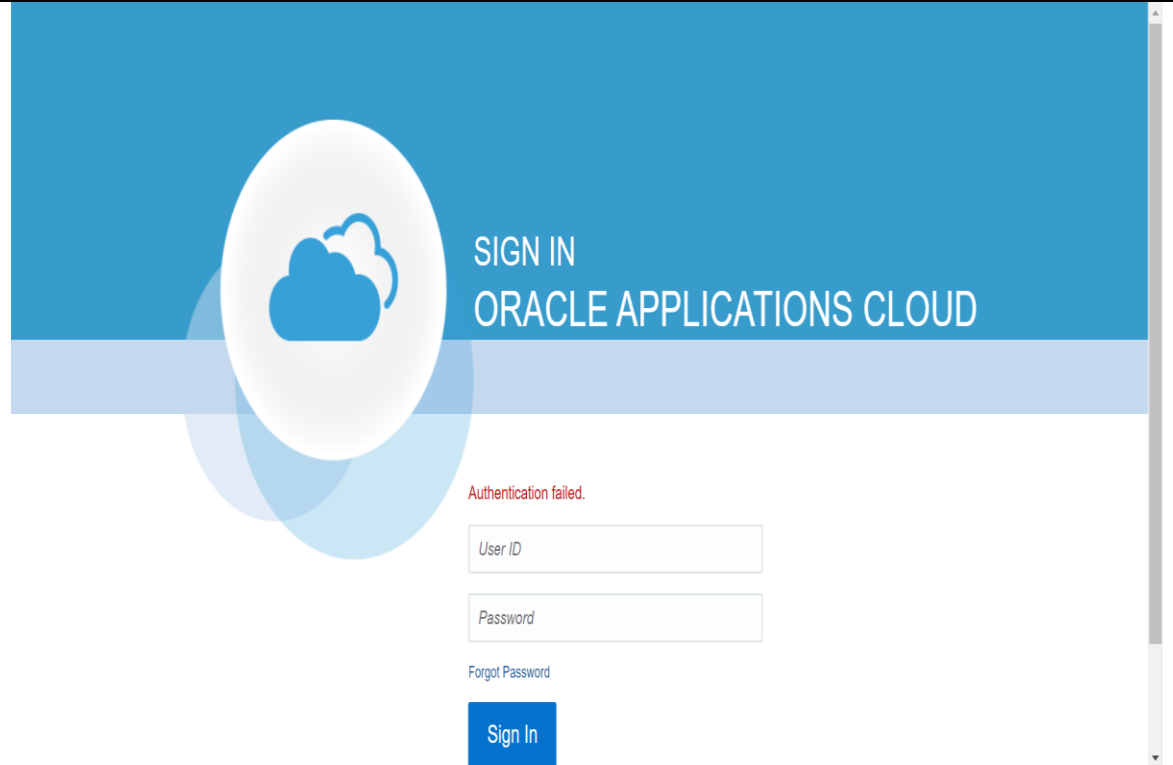 SIGN IN
ORACLE APPLICATIONS CLOUD
Authentication failed.
User ID
Password
Forgot Password
Sign In